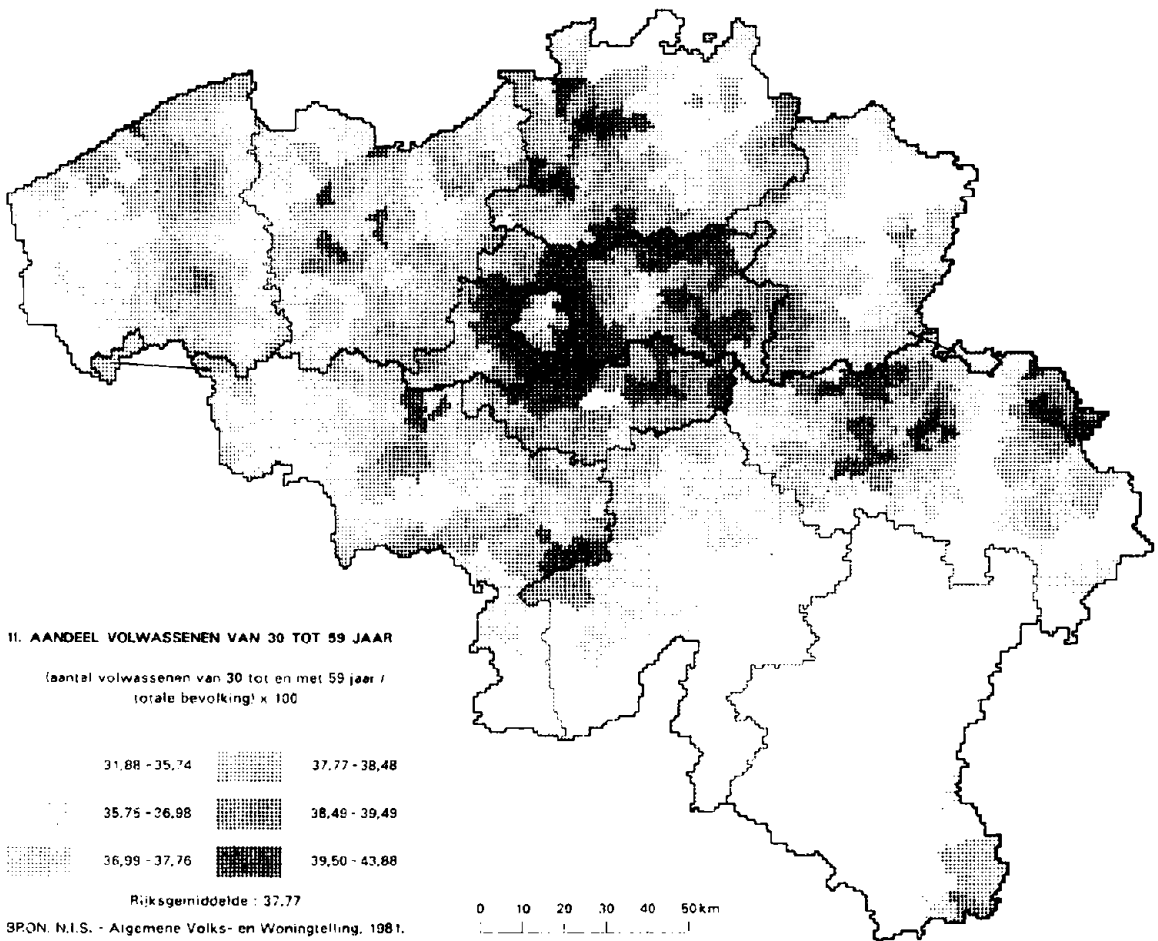 11. AANDEEL VOLWASSENEN VAN 30 TOT 59 JAAR
(aantal volwassenen van 30 tot en met 59 jaar /
totale bevolking) x 100
31,88 - 35,74 37,77 - 38,48
35,75 - 36,98 38,49 - 39,49
36,99 - 37,76 39,50 - 43,88
Rijksgemiddelde : 37,77
BRON. N.I.S. - Algemene Volks- en Woningtelling, 1981.
0 10 20 30 40 50 km